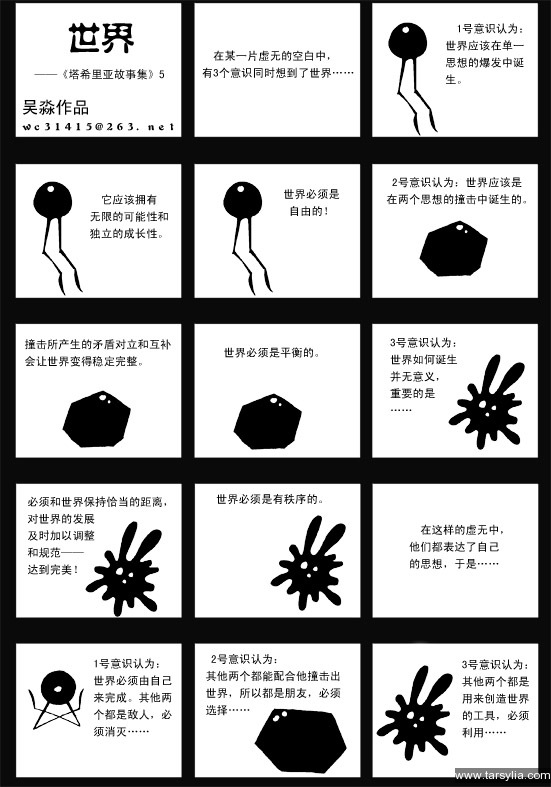 世界
——《塔希里亚故事集》5
吴淼作品
wc31415@263.net
在某一片虚无的空白中，
有3个意识同时想到了世界……
1号意识认为：
世界应该在单一
思想的爆发中诞
生。
它应该拥有
无限的可能性和
独立的成长性。
世界必须是
自由的！
2号意识认为：世界应该是
在两个思想的撞击中诞生的。
撞击所产生的矛盾对立和互补
会让世界变得稳定完整。
世界必须是平衡的。
3号意识认为：
世界如何诞生
并无意义，
重要的是
……
必须和世界保持恰当的距离，
对世界的发展
及时加以调整
和规范——
达到完美！
世界必须是有秩序的。
在这样的虚无中，
他们都表达了自己
的思想，于是……
1号意识认为：
世界必须由自己
来完成。其他两
个都是敌人，必
须消灭……
2号意识认为：
其他两个都能配合他撞击出
世界，所以都是朋友，必须
选择……
3号意识认为：
其他两个都是
用来创造世界
的工具，必须
利用……
www.tarsylia.com